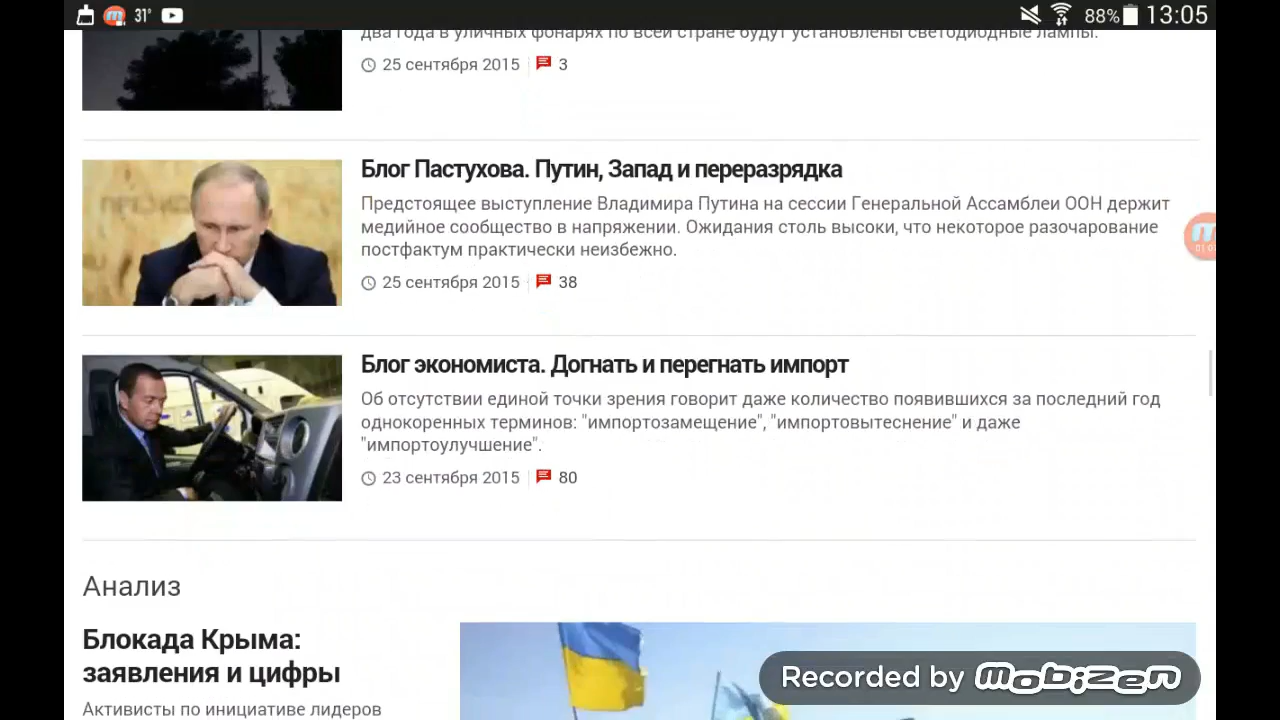 31°
88%
13:05
два года в уличных фонарях по всей стране будут установлены светодиодные лампы.
25 сентября 2015
3
Блог Пастухова. Путин, Запад и переразрядка
Предстоящее выступление Владимира Путина на сессии Генеральной Ассамблеи ООН держит
медийное сообщество в напряжении. Ожидания столь высоки, что некоторое разочарование
постфактум практически неизбежно.
25 сентября 2015
38
Блог экономиста. Догнать и перегнать импорт
Об отсутствии единой точки зрения говорит даже количество появившихся за последний год
однокоренных терминов: "импортозамещение", "импортовытеснение" и даже
"импортоулучшение".
23 сентября 2015
80
Анализ
Блокада Крыма:
заявления и цифры
Активисты по инициативе лидеров
Recorded by mobizen